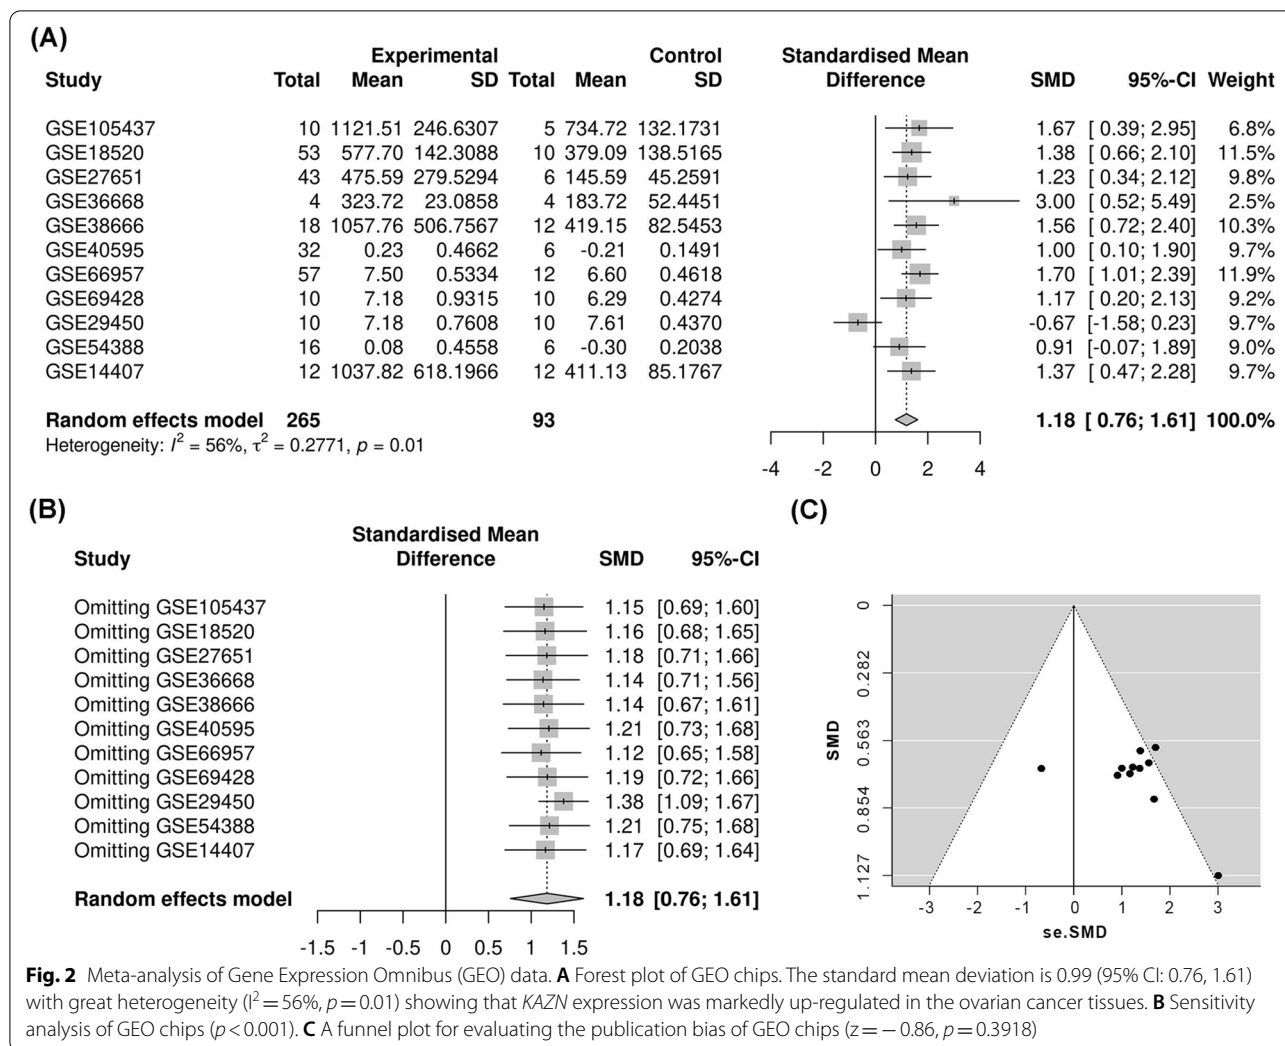 (A)
Experimental Control Standardised Mean
Study Total Mean SD Total Mean SD Difference SMD 95%-CI Weight
GSE105437 10 1121.51 246.6307 5 734.72 132.1731 1.67 [ 0.39; 2.95] 6.8%
GSE18520 53 577.70 142.3088 10 379.09 138.5165 1.38 [ 0.66; 2.10] 11.5%
GSE27651 43 475.59 279.5294 6 145.59 45.2591 1.23 [ 0.34; 2.12] 9.8%
GSE36668 4 323.72 23.0858 4 183.72 52.4451 3.00 [ 0.52; 5.49] 2.5%
GSE38666 18 1057.76 506.7567 12 419.15 82.5453 1.56 [ 0.72; 2.40] 10.3%
GSE40595 32 0.23 0.4662 6 -0.21 0.1491 1.00 [ 0.10; 1.90] 9.7%
GSE66957 57 7.50 0.5334 12 6.60 0.4618 1.70 [ 1.01; 2.39] 11.9%
GSE69428 10 7.18 0.9315 10 6.29 0.4274 1.17 [ 0.20; 2.13] 9.2%
GSE29450 10 7.18 0.7608 10 7.61 0.4370 -0.67 [-1.58; 0.23] 9.7%
GSE54388 16 0.08 0.4558 6 -0.30 0.2038 0.91 [-0.07; 1.89] 9.0%
GSE14407 12 1037.82 618.1966 12 411.13 85.1767 1.37 [ 0.47; 2.28] 9.7%
Random effects model 265 93 1.18 [ 0.76; 1.61] 100.0%
Heterogeneity: I² = 56%, τ² = 0.2771, p = 0.01
-4 -2 0 2 4
(B)
Standardised Mean
Study Difference SMD 95%-CI
Omitting GSE105437 1.15 [0.69; 1.60]
Omitting GSE18520 1.16 [0.68; 1.65]
Omitting GSE27651 1.18 [0.71; 1.66]
Omitting GSE36668 1.14 [0.71; 1.56]
Omitting GSE38666 1.14 [0.67; 1.61]
Omitting GSE40595 1.21 [0.73; 1.68]
Omitting GSE66957 1.12 [0.65; 1.58]
Omitting GSE69428 1.19 [0.72; 1.66]
Omitting GSE29450 1.38 [1.09; 1.67]
Omitting GSE54388 1.21 [0.75; 1.68]
Omitting GSE14407 1.17 [0.69; 1.64]
Random effects model 1.18 [0.76; 1.61]
-1.5 -1 -0.5 0 0.5 1 1.5
(C)
SMD
0
0.282
0.563
0.854
1.127
-3 -2 -1 0 1 2 3
se.SMD
Fig. 2 Meta-analysis of Gene Expression Omnibus (GEO) data. A Forest plot of GEO chips. The standard mean deviation is 0.99 (95% CI: 0.76, 1.61)
with great heterogeneity (I² = 56%, p = 0.01) showing that KAZN expression was markedly up-regulated in the ovarian cancer tissues. B Sensitivity
analysis of GEO chips (p < 0.001). C A funnel plot for evaluating the publication bias of GEO chips (z = − 0.86, p = 0.3918)